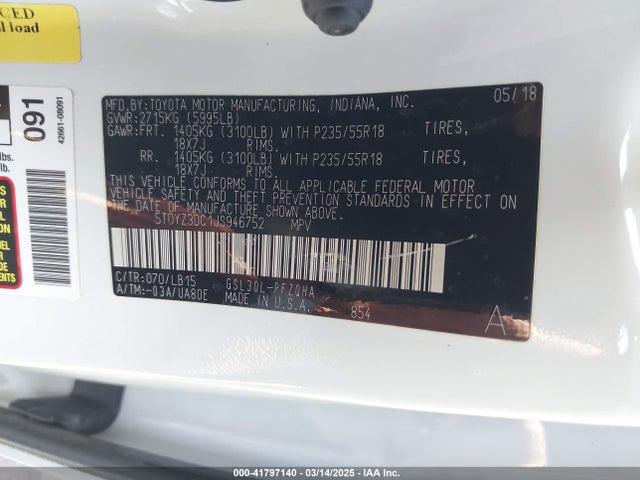 CED
l load
091
42661-08091
lbs.
lb.
MFD.BY:TOYOTA MOTOR MANUFACTURING, INDIANA, INC. 05/18
GVWR:2715KG (5995LB)
GAWR:FRT. 1405KG (3100LB) WITH P235/55R18 TIRES,
18X7J RIMS.
RR. 1405KG (3100LB) WITH P235/55R18 TIRES,
18X7J RIMS.
THIS VEHICLE CONFORMS TO ALL APPLICABLE FEDERAL MOTOR
VEHICLE SAFETY AND THEFT PREVENTION STANDARDS IN EFFECT ON
THE DATE OF MANUFACTURE SHOWN ABOVE.
5TDYZ3DC1JS946752 MPV
C/TR:070/LB15 GSL30L-PFZQHA
A/TM:-03A/UA80E MADE IN U.S.A.
854
A
000-41797140 - 03/14/2025 - IAA Inc.